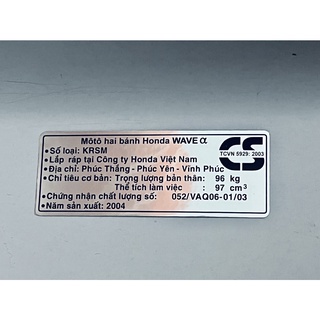 Môtô hai bánh Honda WAVE α
• Số loại: KRSM
• Lắp ráp tại Công ty Honda Việt Nam
• Địa chỉ: Phúc Thắng - Phúc Yên - Vĩnh Phúc
• Chỉ tiêu cơ bản: Trọng lượng bản thân: 96 kg
Thể tích làm việc: 97 cm³
• Chứng nhận chất lượng số: 052/VAQ06-01/03
• Năm sản xuất: 2004
CS
TCVN 5929: 2003